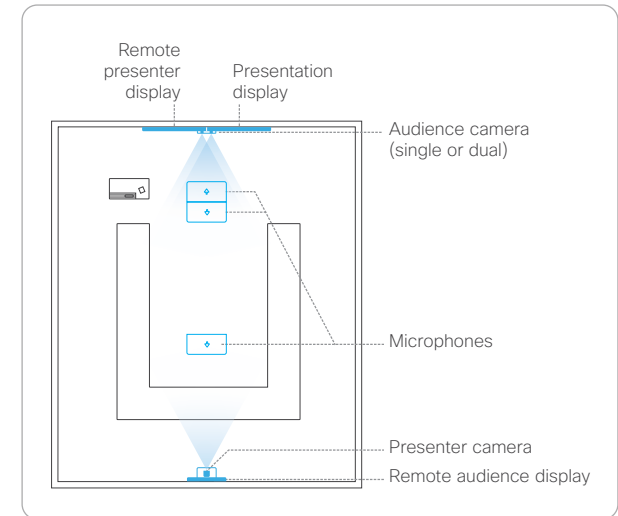 Remote
presenter
display
Presentation
display
Audience camera
(single or dual)
Microphones
Presenter camera
Remote audience display